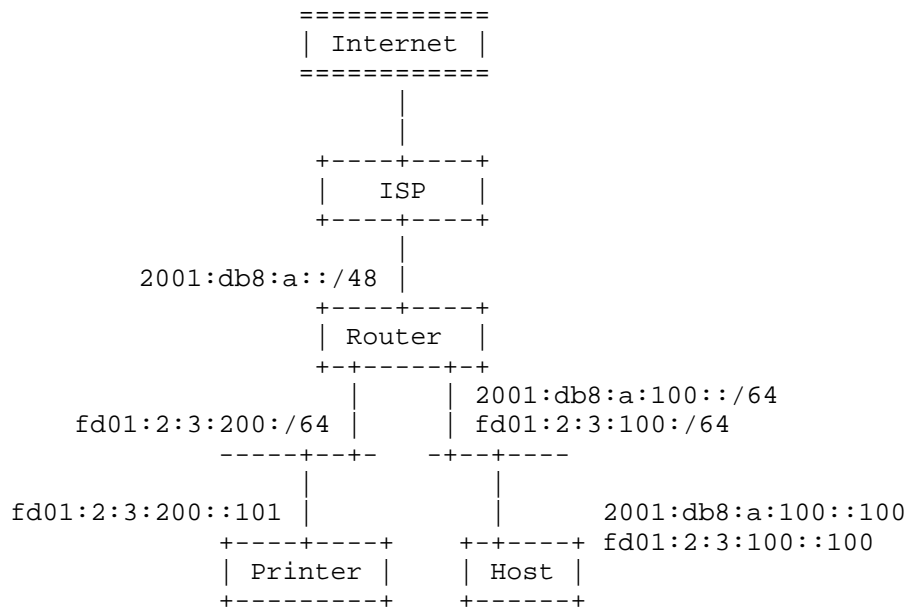 Internet
ISP
2001:db8:a::/48
Router
2001:db8:a:100::/64
fd01:2:3:200:/64 fd01:2:3:100:/64
fd01:2:3:200::101 2001:db8:a:100::100
fd01:2:3:100::100
Printer Host